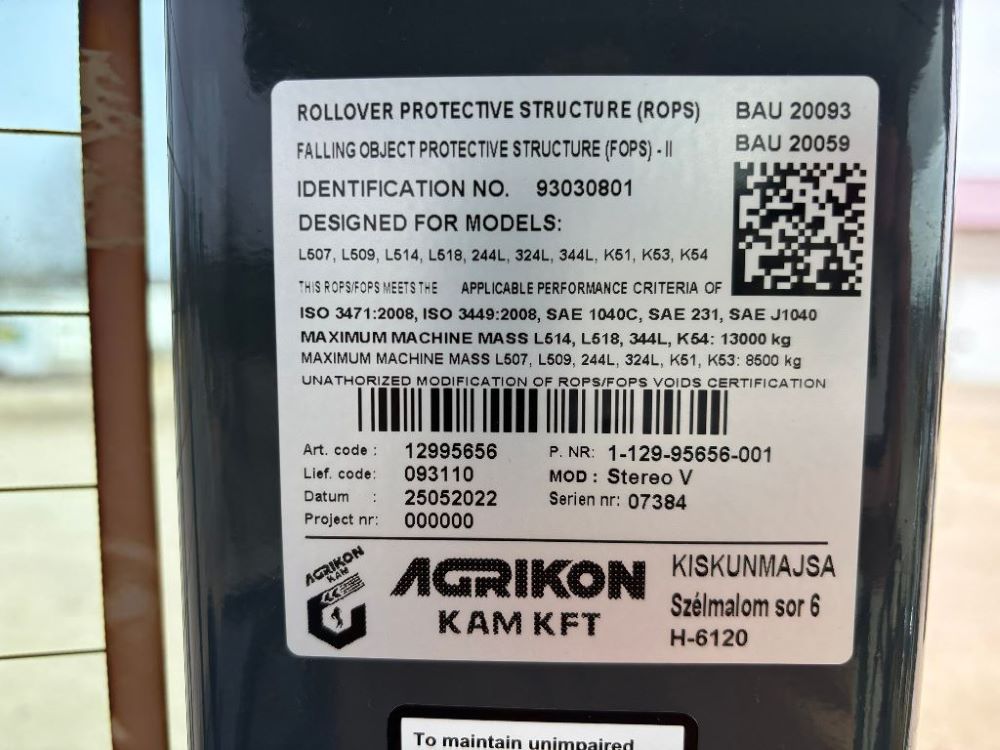 ROLLOVER PROTECTIVE STRUCTURE (ROPS) BAU 20093
FALLING OBJECT PROTECTIVE STRUCTURE (FOPS) - II BAU 20059
IDENTIFICATION NO. 93030801
DESIGNED FOR MODELS:
L507, L509, L514, L518, 244L, 324L, 344L, K51, K53, K54
THIS ROPS/FOPS MEETS THE APPLICABLE PERFORMANCE CRITERIA OF
ISO 3471:2008, ISO 3449:2008, SAE 1040C, SAE 231, SAE J1040
MAXIMUM MACHINE MASS L514, L518, 344L, K54: 13000 kg
MAXIMUM MACHINE MASS L507, L509, 244L, 324L, K51, K53: 8500 kg
UNATHORIZED MODIFICATION OF ROPS/FOPS VOIDS CERTIFICATION
Art. code : 12995656 P. NR: 1-129-95656-001
Lief. code: 093110 MOD : Stereo V
Datum : 25052022 Serien nr: 07384
Project nr: 000000
AGRIKON
KAM
AGRIKON
KAM KFT
KISKUNMAJSA
Szélmalom sor 6
H-6120
To maintain unimpaired